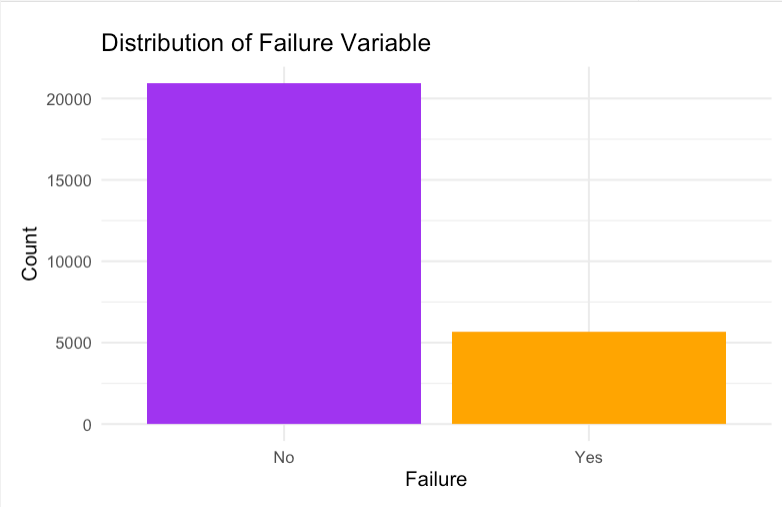 Distribution of Failure Variable
20000
15000
10000
5000
0
Count
No Yes
Failure